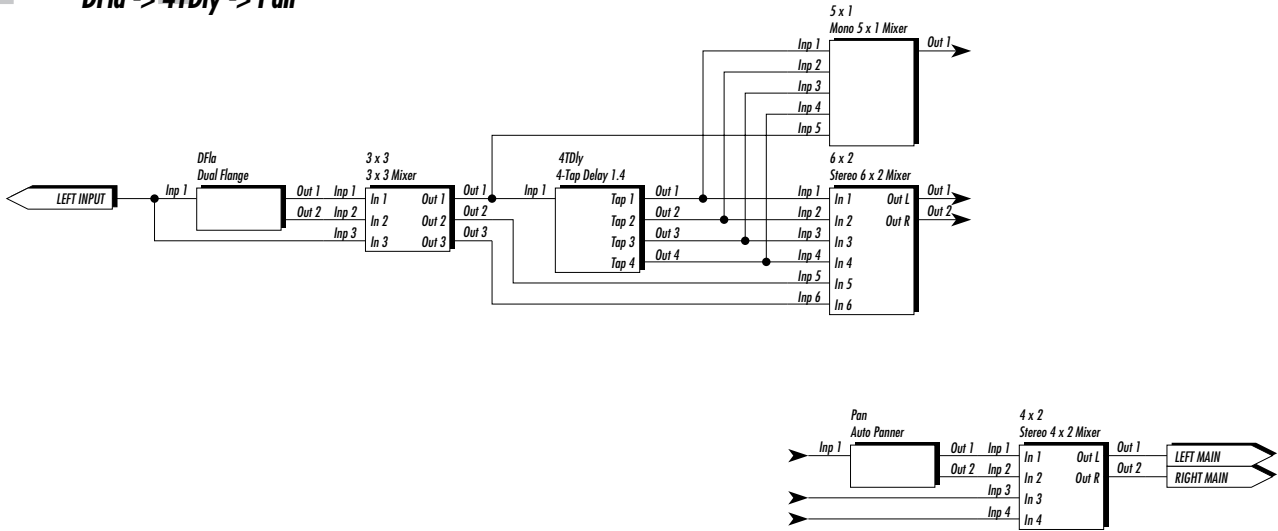 DFla -> 4TDly -> Pan
5 x 1
Mono 5 x 1 Mixer
Inp 1
Out 1
Inp 2
Inp 3
Inp 4
Inp 5
DFla
Dual Flange
3 x 3
3 x 3 Mixer
4TDly
4-Tap Delay 1.4
6 x 2
Stereo 6 x 2 Mixer
LEFT INPUT
Inp 1
Out 1
Inp 1
In 1
Out 1
Out 1
Inp 1
Tap 1
Out 1
Inp 1
In 1
Out L
Out 1
Out 2
Inp 2
In 2
Out 2
Out 2
Tap 2
Out 2
Inp 2
In 2
Out R
Out 2
Inp 3
In 3
Out 3
Out 3
Tap 3
Out 3
Inp 3
In 3
Tap 4
Out 4
Inp 4
In 4
Inp 5
In 5
Inp 6
In 6
Pan
Auto Panner
4 x 2
Stereo 4 x 2 Mixer
Inp 1
Out 1
Inp 1
In 1
Out L
Out 1
LEFT MAIN
Out 2
Inp 2
In 2
Out R
Out 2
RIGHT MAIN
Inp 3
In 3
Inp 4
In 4